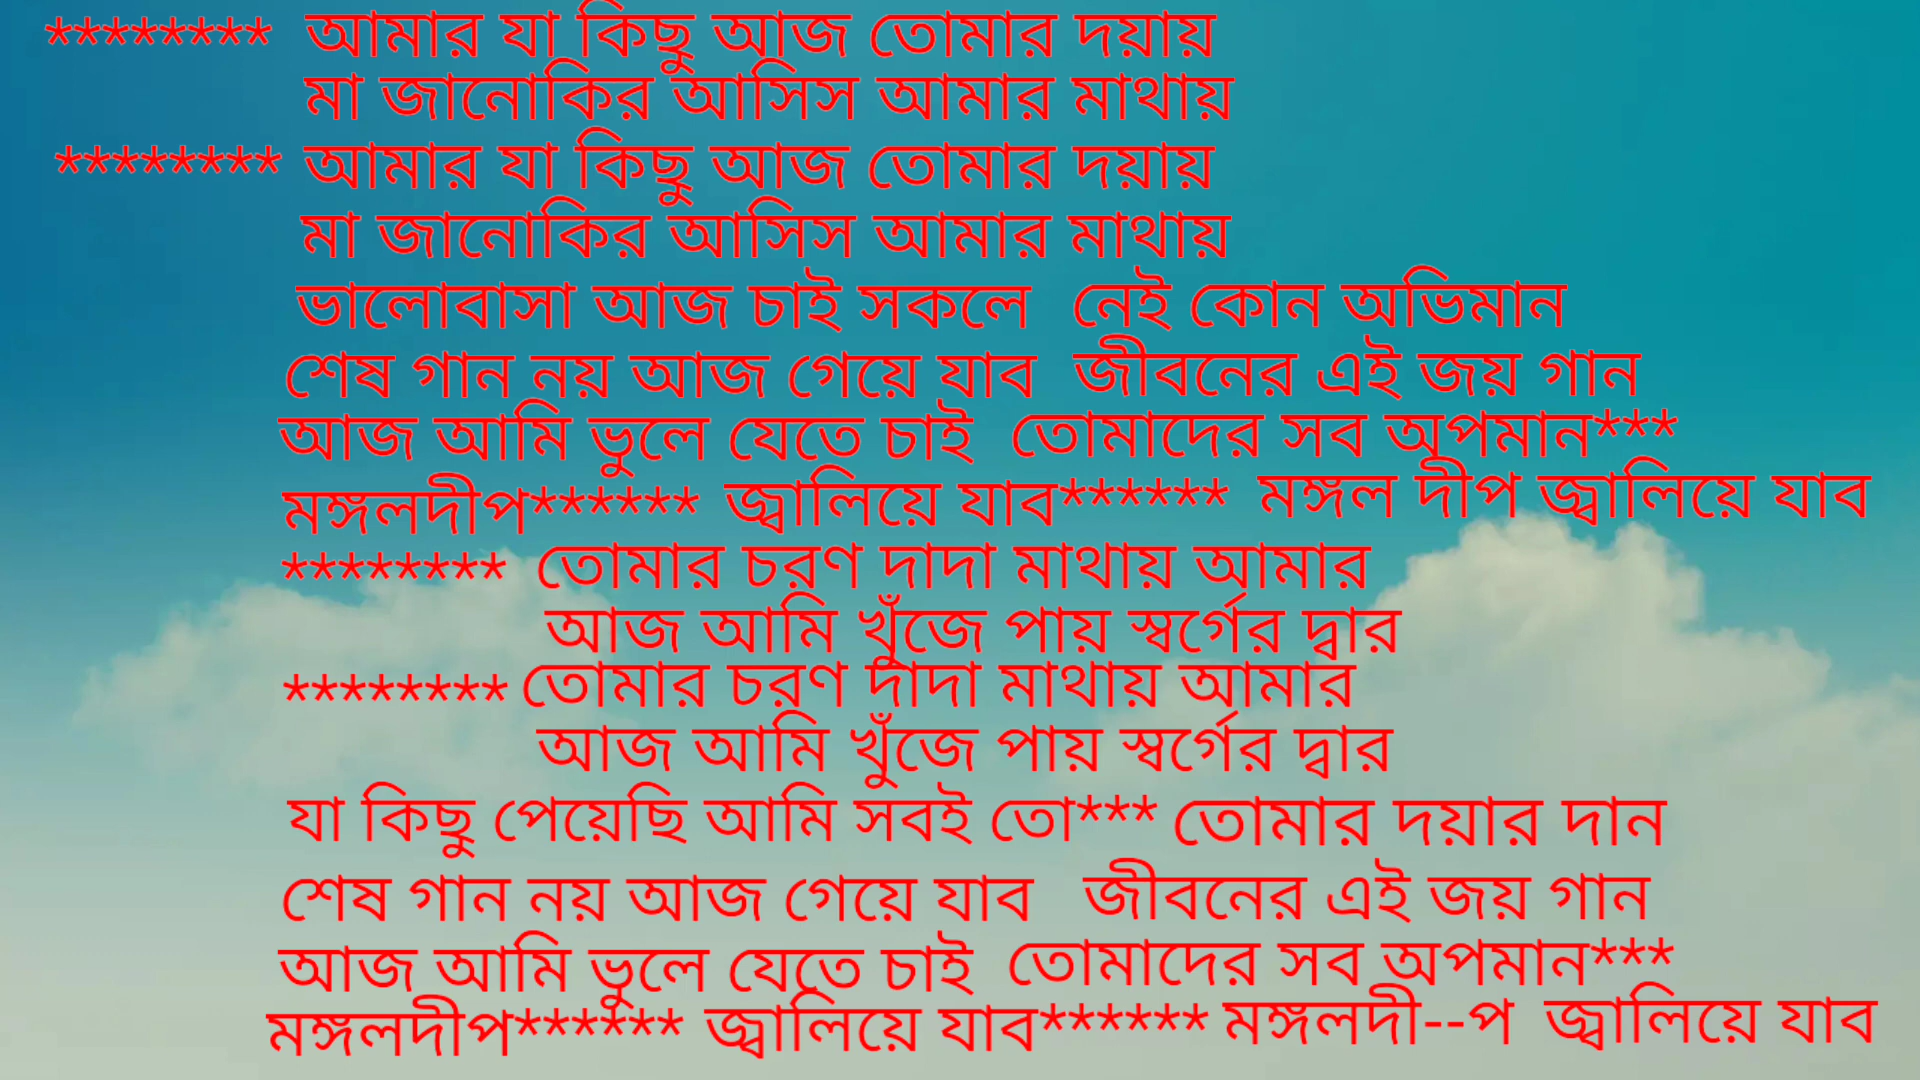 ******** আমার যা কিছু আজ তোমার দয়ায়
মা জানোকির আসিস আমার মাথায়
******** আমার যা কিছু আজ তোমার দয়ায়
মা জানোকির আসিস আমার মাথায়
ভালোবাসা আজ চাই সকলে নেই কোন অভিমান
শেষ গান নয় আজ গেয়ে যাব জীবনের এই জয় গান
আজ আমি ভুলে যেতে চাই তোমাদের সব অপমান***
মঙ্গলদীপ****** জ্বালিয়ে যাব****** মঙ্গল দীপ জ্বালিয়ে যাব
******** তোমার চরণ দাদা মাথায় আমার
আজ আমি খুঁজে পায় স্বর্গের দ্বার
******** তোমার চরণ দাদা মাথায় আমার
আজ আমি খুঁজে পায় স্বর্গের দ্বার
যা কিছু পেয়েছি আমি সবই তো*** তোমার দয়ার দান
শেষ গান নয় আজ গেয়ে যাব জীবনের এই জয় গান
আজ আমি ভুলে যেতে চাই তোমাদের সব অপমান***
মঙ্গলদীপ****** জ্বালিয়ে যাব****** মঙ্গলদী--প জ্বালিয়ে যাব